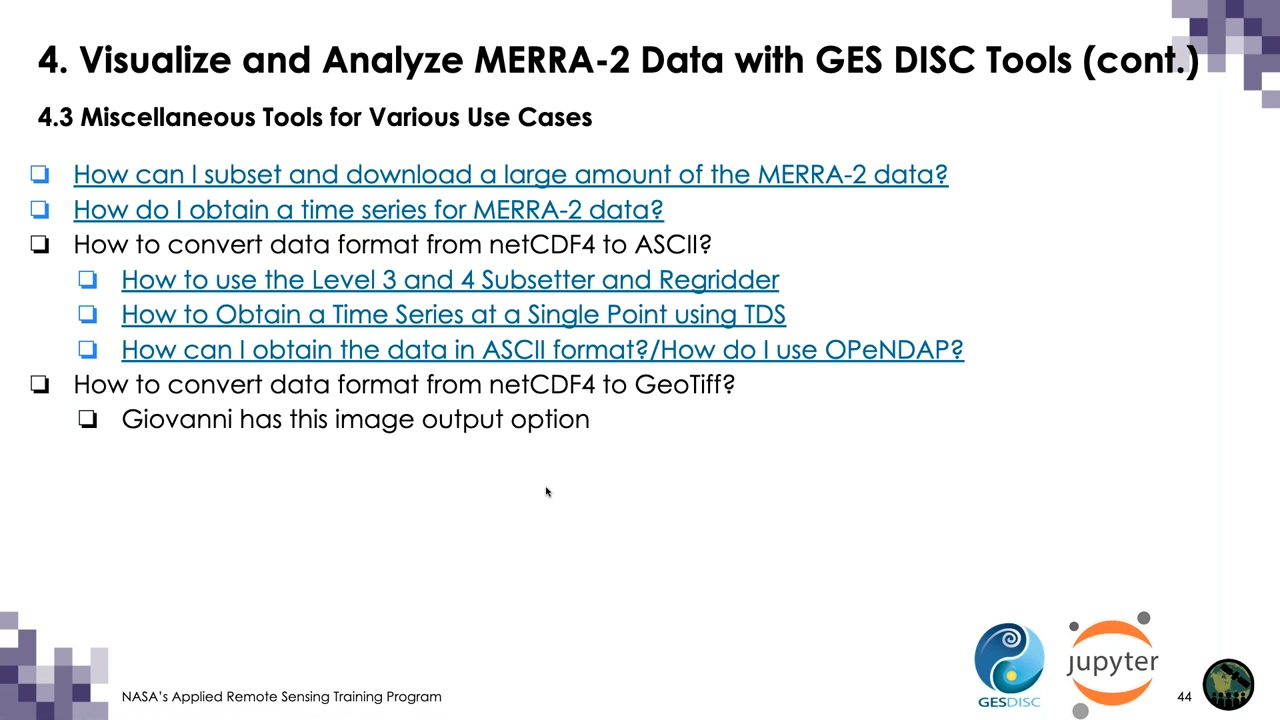 4. Visualize and Analyze MERRA-2 Data with GES DISC Tools (cont.)
4.3 Miscellaneous Tools for Various Use Cases
How can I subset and download a large amount of the MERRA-2 data?
How do I obtain a time series for MERRA-2 data?
How to convert data format from netCDF4 to ASCII?
How to use the Level 3 and 4 Subsetter and Regridder
How to Obtain a Time Series at a Single Point using TDS
How can I obtain the data in ASCII format?/How do I use OPeNDAP?
How to convert data format from netCDF4 to GeoTiff?
Giovanni has this image output option
GESDISC
jupyter
NASA's Applied Remote Sensing Training Program
44